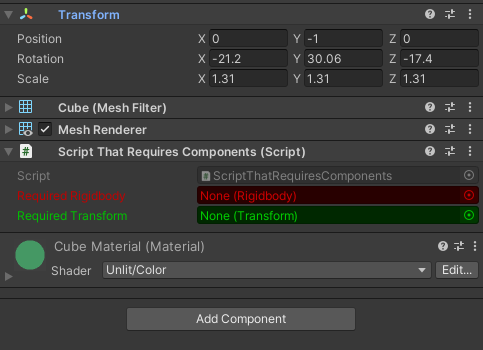 Transform
Position X 0 Y -1 Z 0
Rotation X -21.2 Y 30.06 Z -17.4
Scale X 1.31 Y 1.31 Z 1.31
Cube (Mesh Filter)
Mesh Renderer
# Script That Requires Components (Script)
Script # ScriptThatRequiresComponents
Required Rigidbody None (Rigidbody)
Required Transform None (Transform)
Cube Material (Material)
Shader Unlit/Color Edit...
Add Component